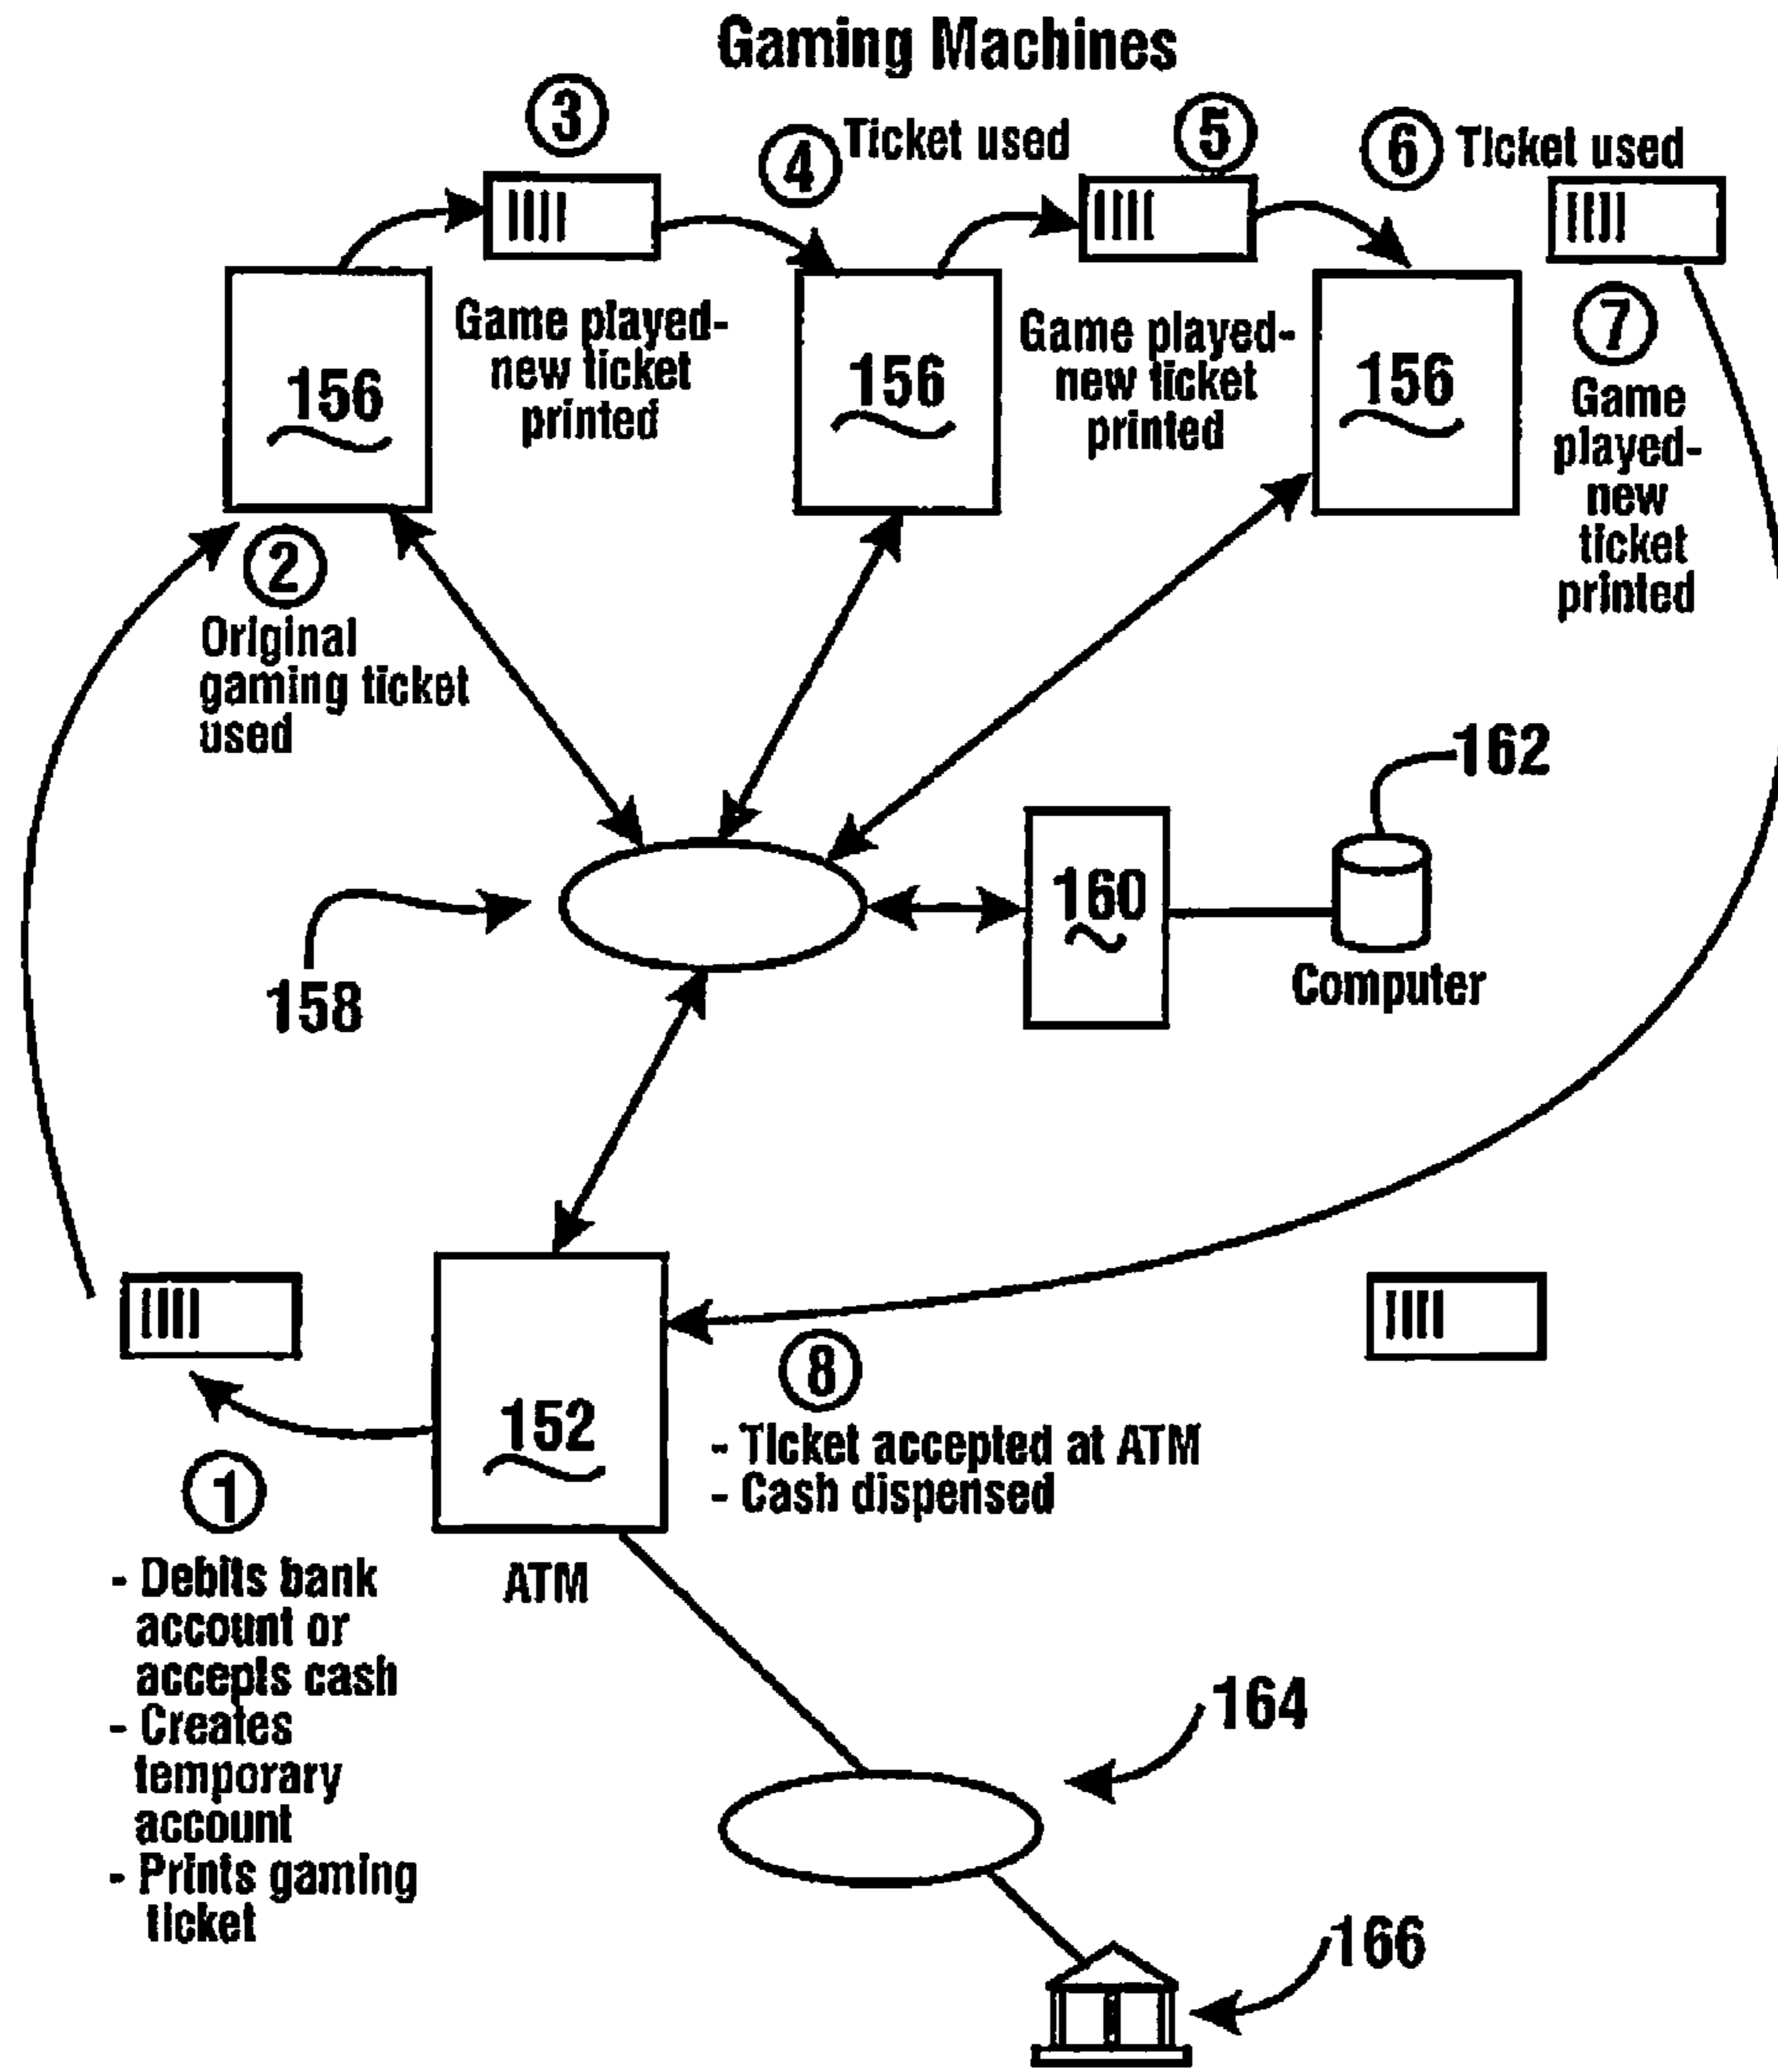 Gaming Machines
3
4 Ticket used
5
6 Ticket used
156
Game played-
new ticket
printed
156
Game played-
new ticket
printed
156
7
Game
played-
new
ticket
printed
2
Original
gaming ticket
used
162
160
Computer
158
152
ATM
8
- Ticket accepted at ATM
- Cash dispensed
1
- Debits bank
account or
accepts cash
- Creates
temporary
account
- Prints gaming
ticket
164
166